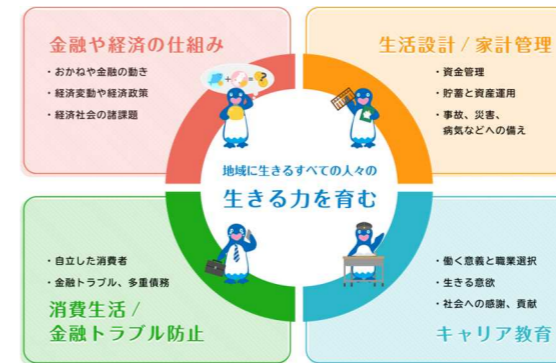 金融や経済の仕組み
・おかねや金融の動き
・経済変動や経済政策
・経済社会の諸課題
生活設計 / 家計管理
・資金管理
・貯蓄と資産運用
・事故、災害、
病気などへの備え
+ = ?
地域に生きるすべての人々の
生きる力を育む
・自立した消費者
・金融トラブル、多重債務
消費生活 /
金融トラブル防止
・働く意義と職業選択
・生きる意欲
・社会への感謝、貢献
キャリア教育